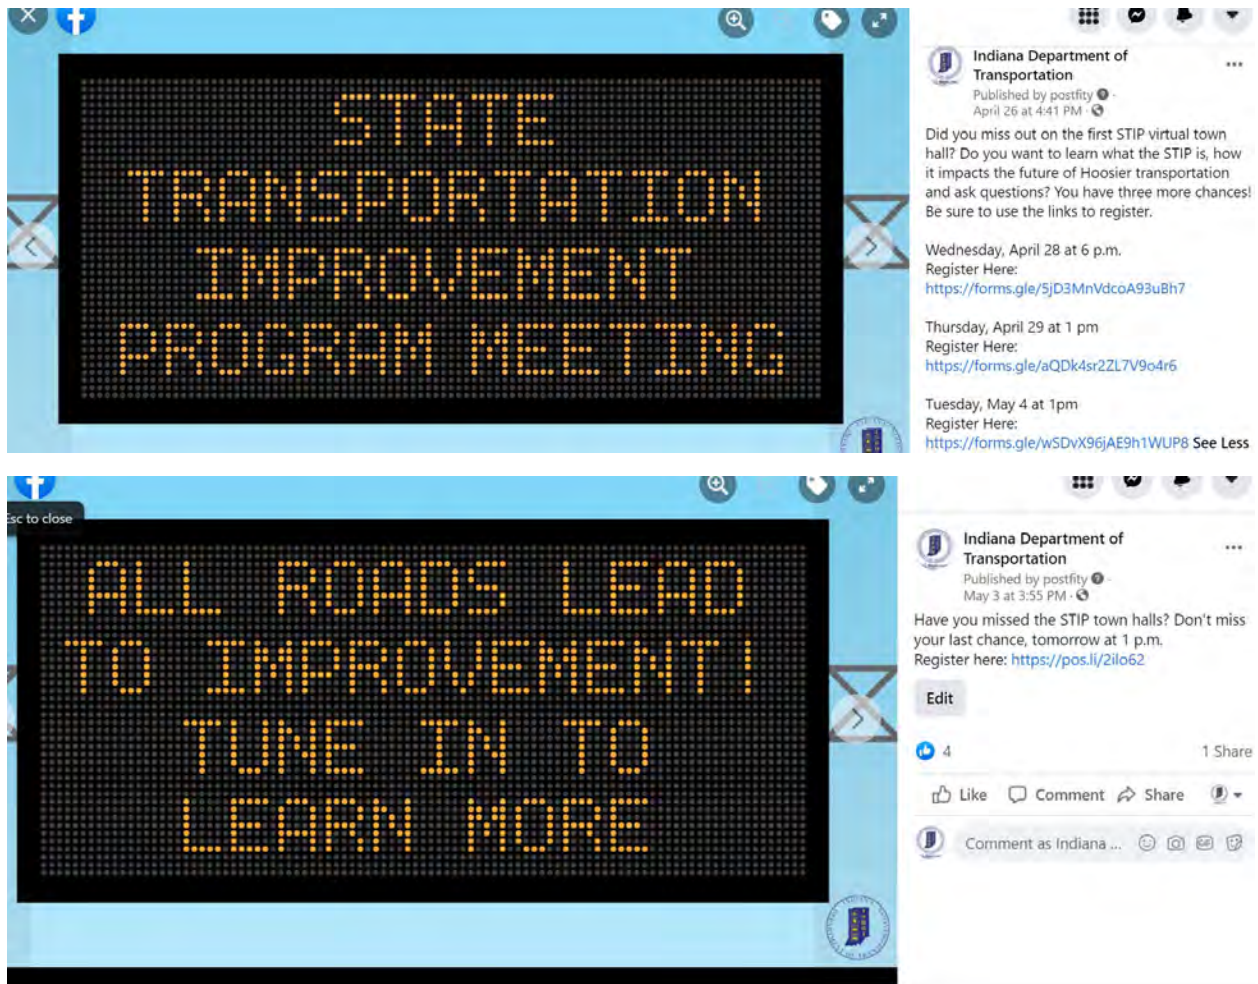 STATE
TRANSPORTATION
IMPROVEMENT
PROGRAM MEETING
Indiana Department of
Transportation
Published by postfity
April 26 at 4:41 PM
Did you miss out on the first STIP virtual town
hall? Do you want to learn what the STIP is, how
it impacts the future of Hoosier transportation
and ask questions? You have three more chances!
Be sure to use the links to register.
Wednesday, April 28 at 6 p.m.
Register Here:
https://forms.gle/5jD3MnVdcoA93uBh7
Thursday, April 29 at 1 pm
Register Here:
https://forms.gle/aQDk4sr2ZL7V9o4r6
Tuesday, May 4 at 1pm
Register Here:
https://forms.gle/wSDvX96jAE9h1WUP8 See Less
Esc to close
ALL ROADS LEAD
TO IMPROVEMENT!
TUNE IN TO
LEARN MORE
Indiana Department of
Transportation
Published by postfity
May 3 at 3:55 PM
Have you missed the STIP town halls? Don't miss
your last chance, tomorrow at 1 p.m.
Register here: https://pos.li/2ilo62
Edit
4
1 Share
Like Comment Share
Comment as Indiana ...
GIF